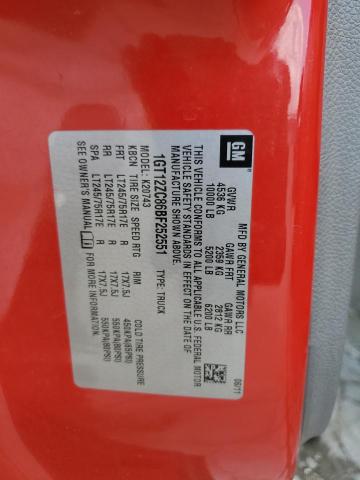 GM
MFD BY GENERAL MOTORS LLC 06/11
GVWR GAWR FRT GAWR RR
4536 KG 2359 KG 2812 KG
10000 LB 5200 LB 6200 LB
THIS VEHICLE CONFORMS TO ALL APPLICABLE U.S. FEDERAL MOTOR
VEHICLE SAFETY STANDARDS IN EFFECT ON THE DATE OF
MANUFACTURE SHOWN ABOVE.
1GT12ZC86BF252551 TYPE: TRUCK
MODEL: K20743
KBCN TIRE SIZE SPEED RTG RIM COLD TIRE PRESSURE
FRT LT245/75R17E R 17X7.5J 450KPA(65PSI)
RR LT245/75R17E R 17X7.5J 550KPA(80PSI)
SPA LT245/75R17E R 17X7.5J 550KPA(80PSI)
SEE OWNER'S MANUAL FOR MORE INFORMATION.